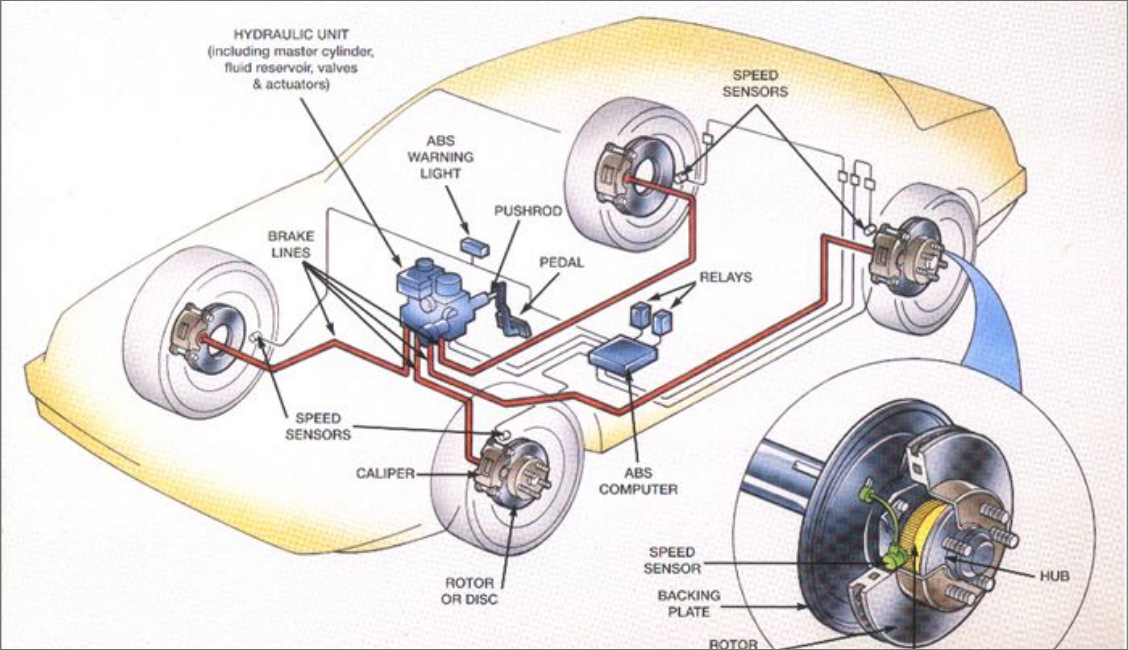 HYDRAULIC UNIT
(including master cylinder,
fluid reservoir, valves
& actuators)
SPEED
SENSORS
ABS
WARNING
LIGHT
PUSHROD
BRAKE
LINES
PEDAL
RELAYS
SPEED
SENSORS
CALIPER
ABS
COMPUTER
ROTOR
OR DISC
SPEED
SENSOR
HUB
BACKING
PLATE
ROTOR